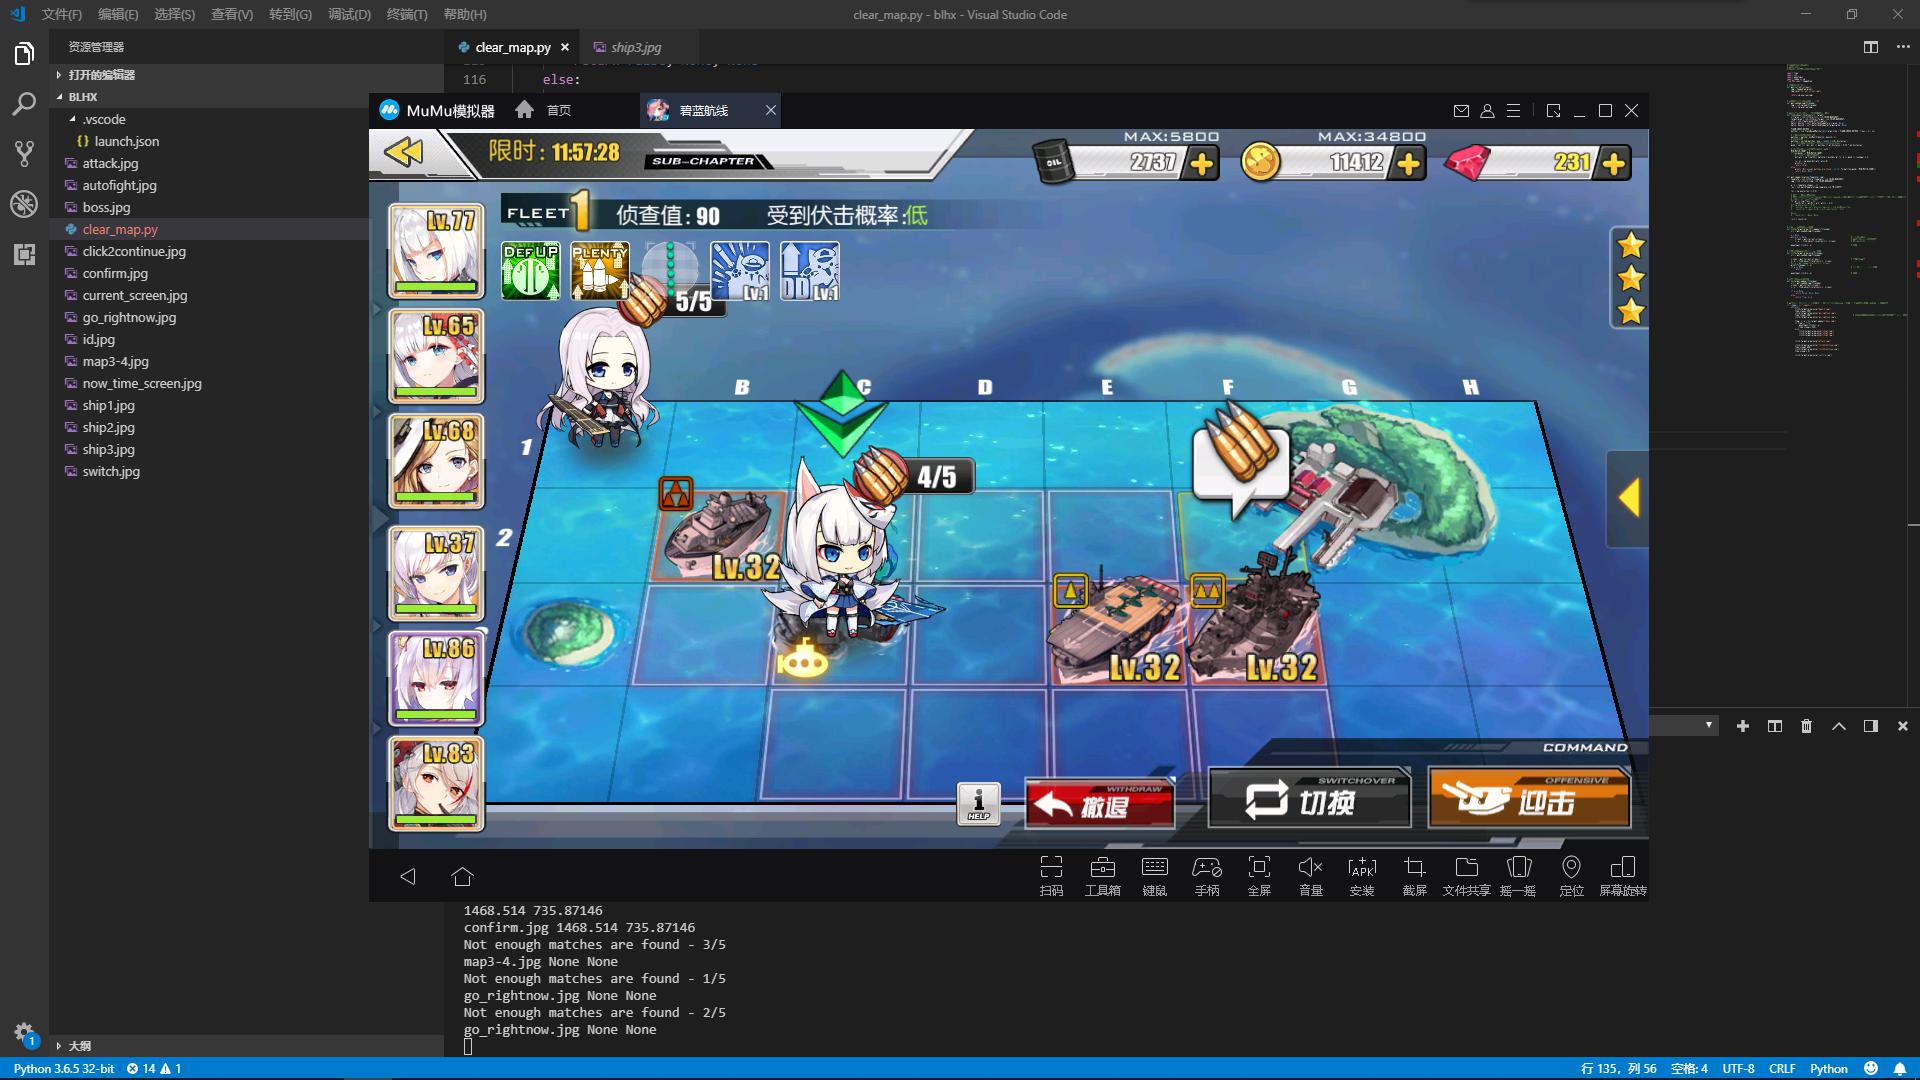 文件(F) 编辑(E) 选择(S) 查看(V) 转到(G) 调试(D) 终端(T) 帮助(H)
clear_map.py - blhx - Visual Studio Code
资源管理器
clear_map.py
ship3.jpg
打开的编辑器
116 else:
BLHX
.vscode
launch.json
attack.jpg
autofight.jpg
boss.jpg
clear_map.py
click2continue.jpg
confirm.jpg
current_screen.jpg
go_rightnow.jpg
id.jpg
map3-4.jpg
now_time_screen.jpg
ship1.jpg
ship2.jpg
ship3.jpg
switch.jpg
大纲
MuMu模拟器
首页
碧蓝航线
限时: 11:57:28
SUB-CHAPTER
MAX:5800
OIL
2737
MAX:34800
11412
231
FLEET 1
侦查值: 90
受到伏击概率:低
DEF UP
PLENTY
Lv.1
DD Lv.1
5/5
Lv.77
Lv.65
Lv.68
Lv.37
Lv.86
Lv.83
B C D E F G H
1
2
4/5
Lv.32
Lv.32
Lv.32
COMMAND
HELP
WITHDRAW
撤退
SWITCHOVER
切换
OFFENSIVE
迎击
扫码
工具箱
键鼠
手柄
全屏
音量
APK
安装
截屏
文件共享
摇一摇
定位
屏幕旋转
1468.514 735.87146
confirm.jpg 1468.514 735.87146
Not enough matches are found - 3/5
map3-4.jpg None None
Not enough matches are found - 1/5
go_rightnow.jpg None None
Not enough matches are found - 2/5
go_rightnow.jpg None None
1
Python 3.6.5 32-bit 14 1
行 135，列 56 空格: 4 UTF-8 CRLF Python